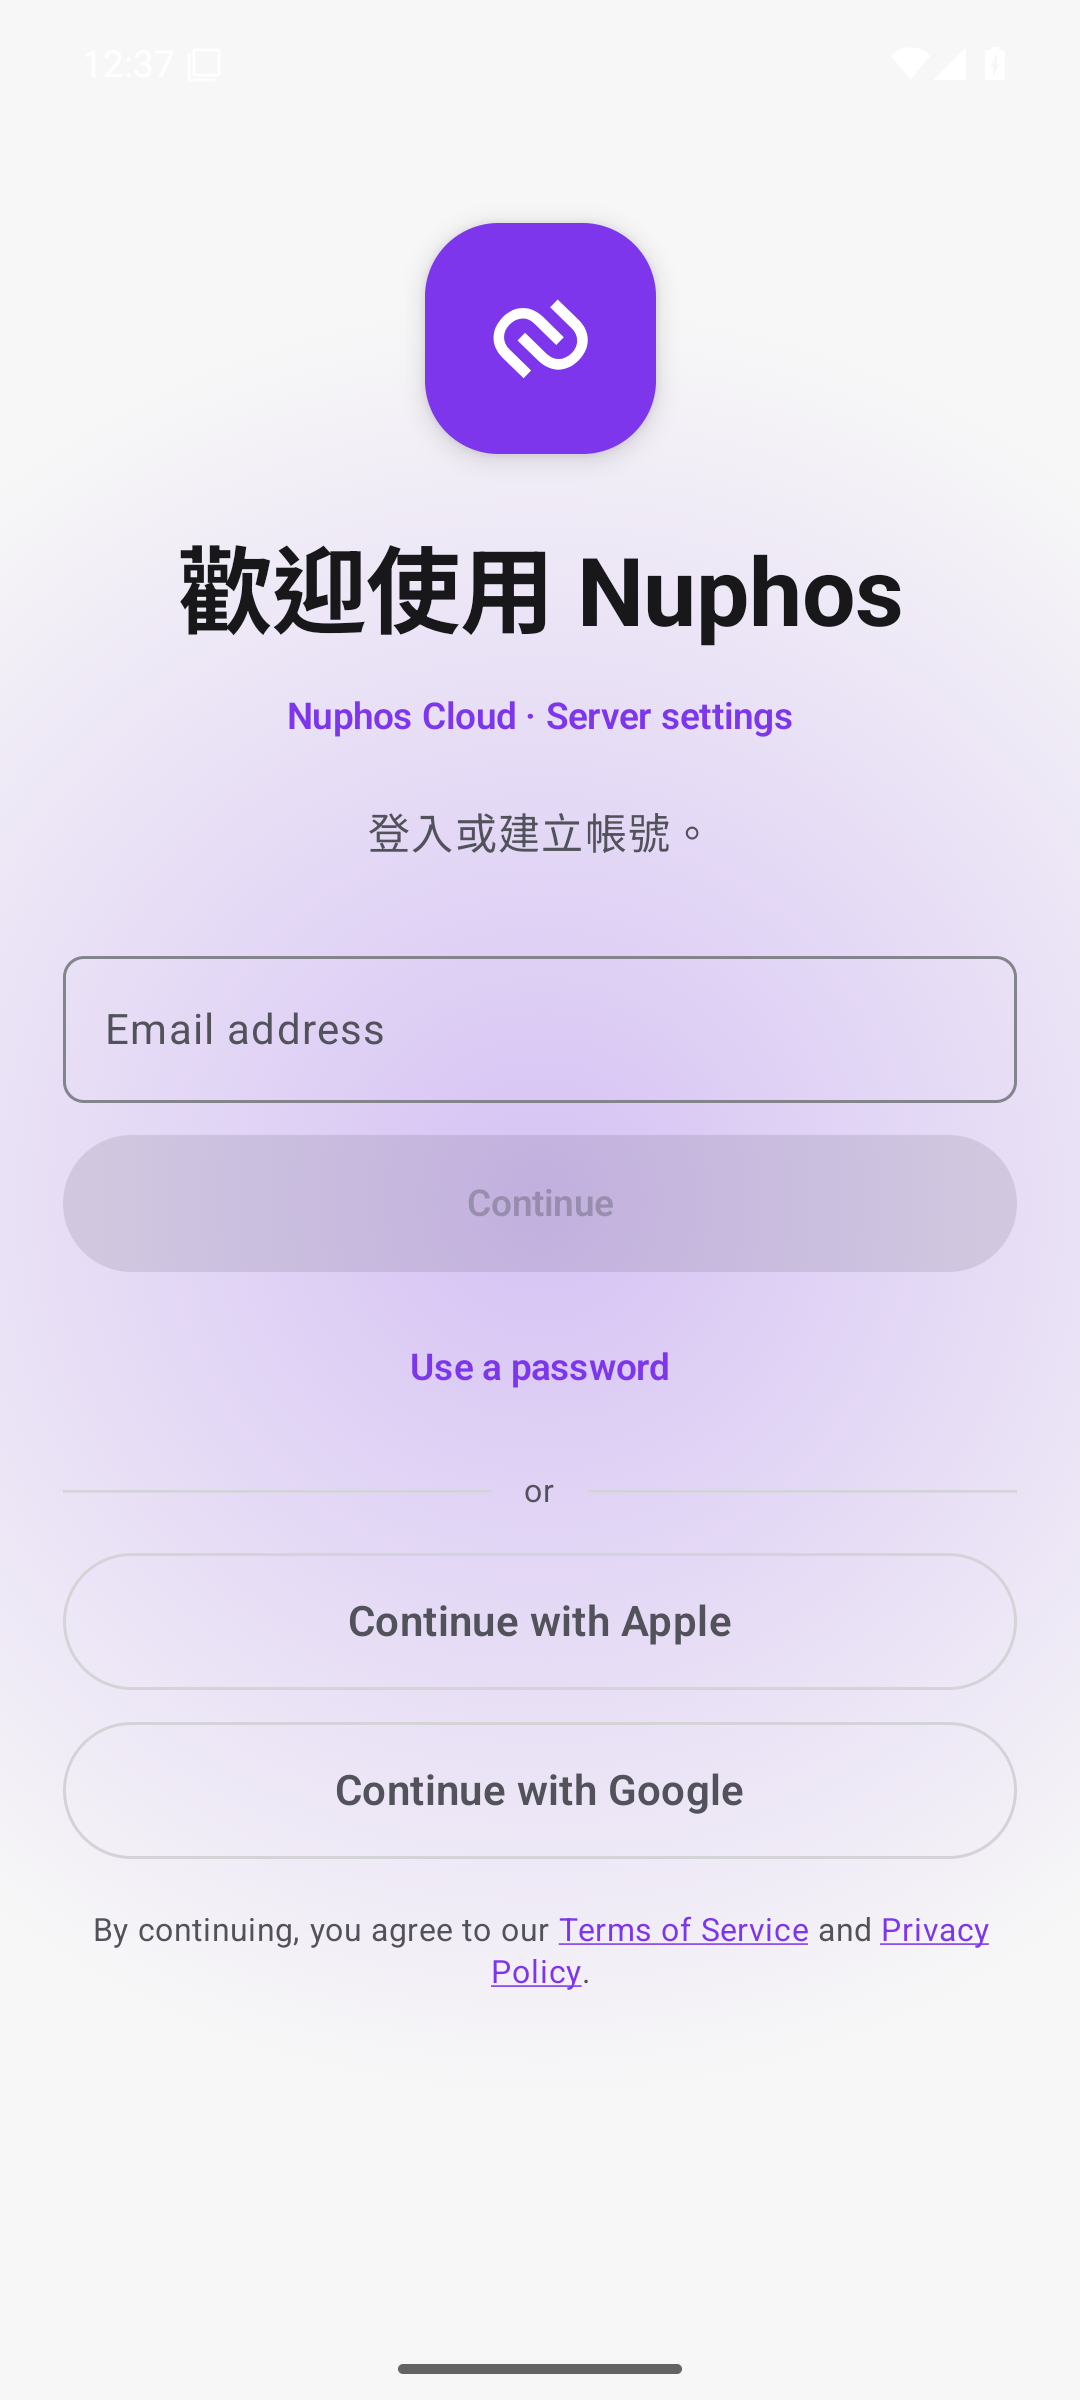 12:37
歡迎使用 Nuphos
Nuphos Cloud · Server settings
登入或建立帳號。
Email address
Continue
Use a password
or
Continue with Apple
Continue with Google
By continuing, you agree to our Terms of Service and Privacy
Policy.